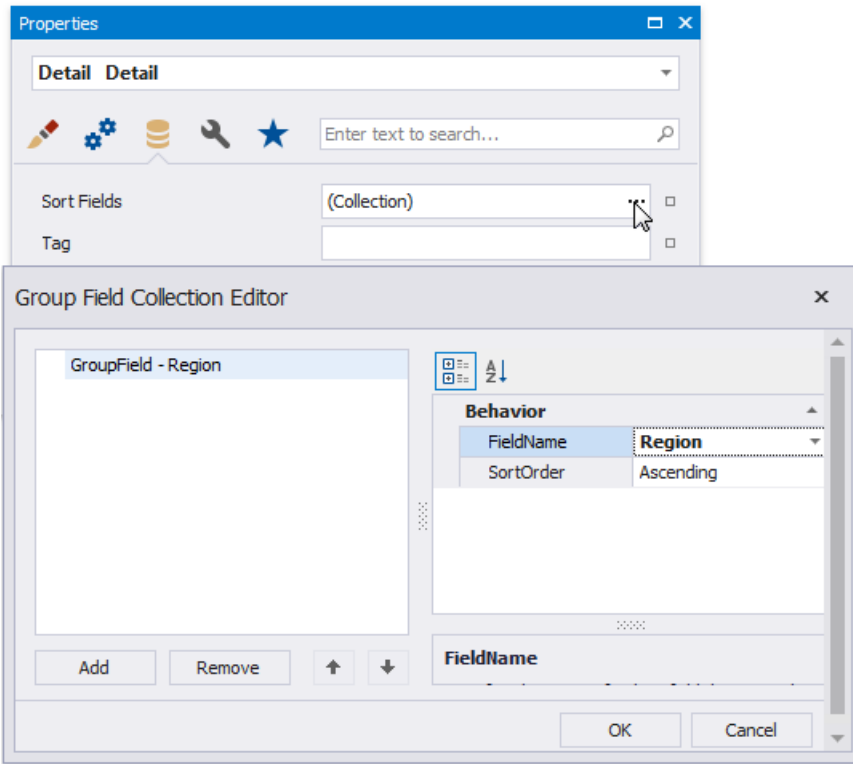 Properties
Detail Detail
Enter text to search...
Sort Fields
(Collection)
...
Tag
Group Field Collection Editor
GroupField - Region
Behavior
FieldName
Region
SortOrder
Ascending
Add
Remove
FieldName
OK
Cancel